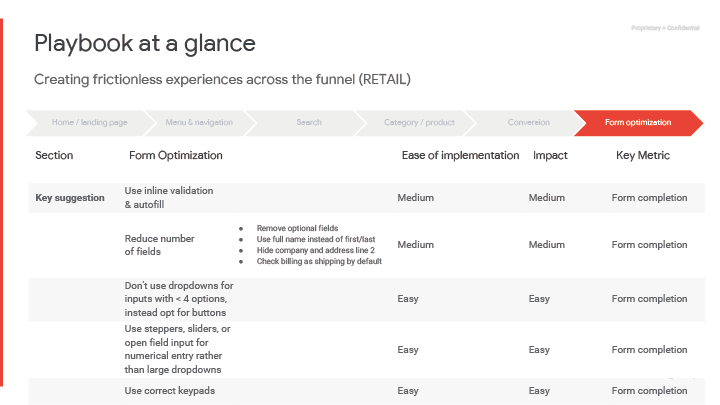 Proprietary + Confidential
Playbook at a glance
Creating frictionless experiences across the funnel (RETAIL)
Home / landing page Menu & navigation Search Category / product Conversion Form optimization
Section Form Optimization Ease of implementation Impact Key Metric
Key suggestion Use inline validation
& autofill Medium Medium Form completion
Reduce number
of fields
● Remove optional fields
● Use full name instead of first/last
● Hide company and address line 2
● Check billing as shipping by default
Medium Medium Form completion
Don't use dropdowns for
inputs with < 4 options,
instead opt for buttons
Easy Easy Form completion
Use steppers, sliders, or
open field input for
numerical entry rather
than large dropdowns
Easy Easy Form completion
Use correct keypads Easy Easy Form completion